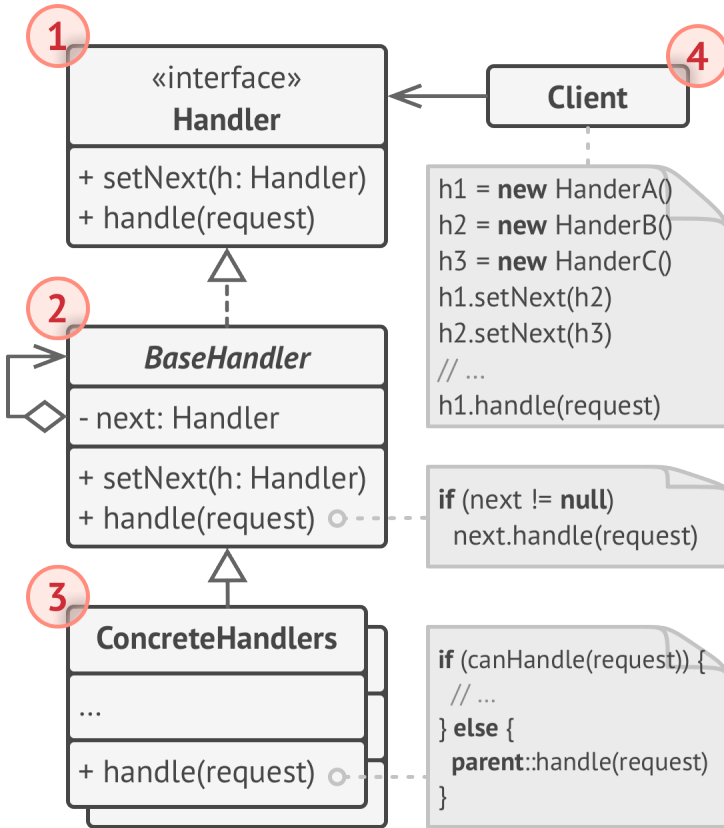 1
«interface»
Handler
+ setNext(h: Handler)
+ handle(request)
4
Client
h1 = new HanderA()
h2 = new HanderB()
h3 = new HanderC()
h1.setNext(h2)
h2.setNext(h3)
// ...
h1.handle(request)
2
BaseHandler
- next: Handler
+ setNext(h: Handler)
+ handle(request)
if (next != null)
next.handle(request)
3
ConcreteHandlers
...
+ handle(request)
if (canHandle(request)) {
// ...
} else {
parent::handle(request)
}